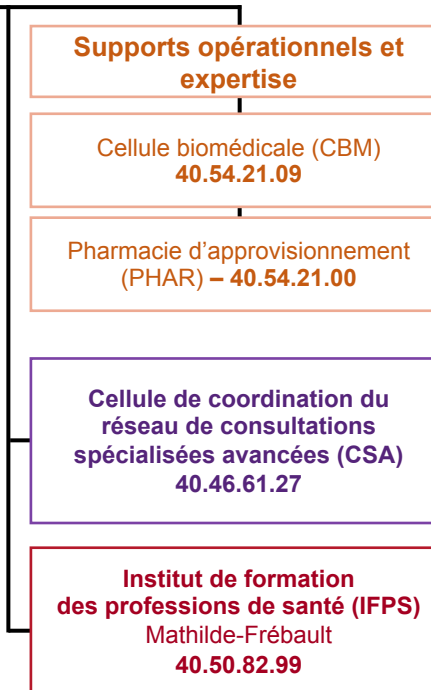 Supports opérationnels et
expertise
Cellule biomédicale (CBM)
40.54.21.09
Pharmacie d’approvisionnement
(PHAR) – 40.54.21.00
Cellule de coordination du
réseau de consultations
spécialisées avancées (CSA)
40.46.61.27
Institut de formation
des professions de santé (IFPS)
Mathilde-Frébault
40.50.82.99